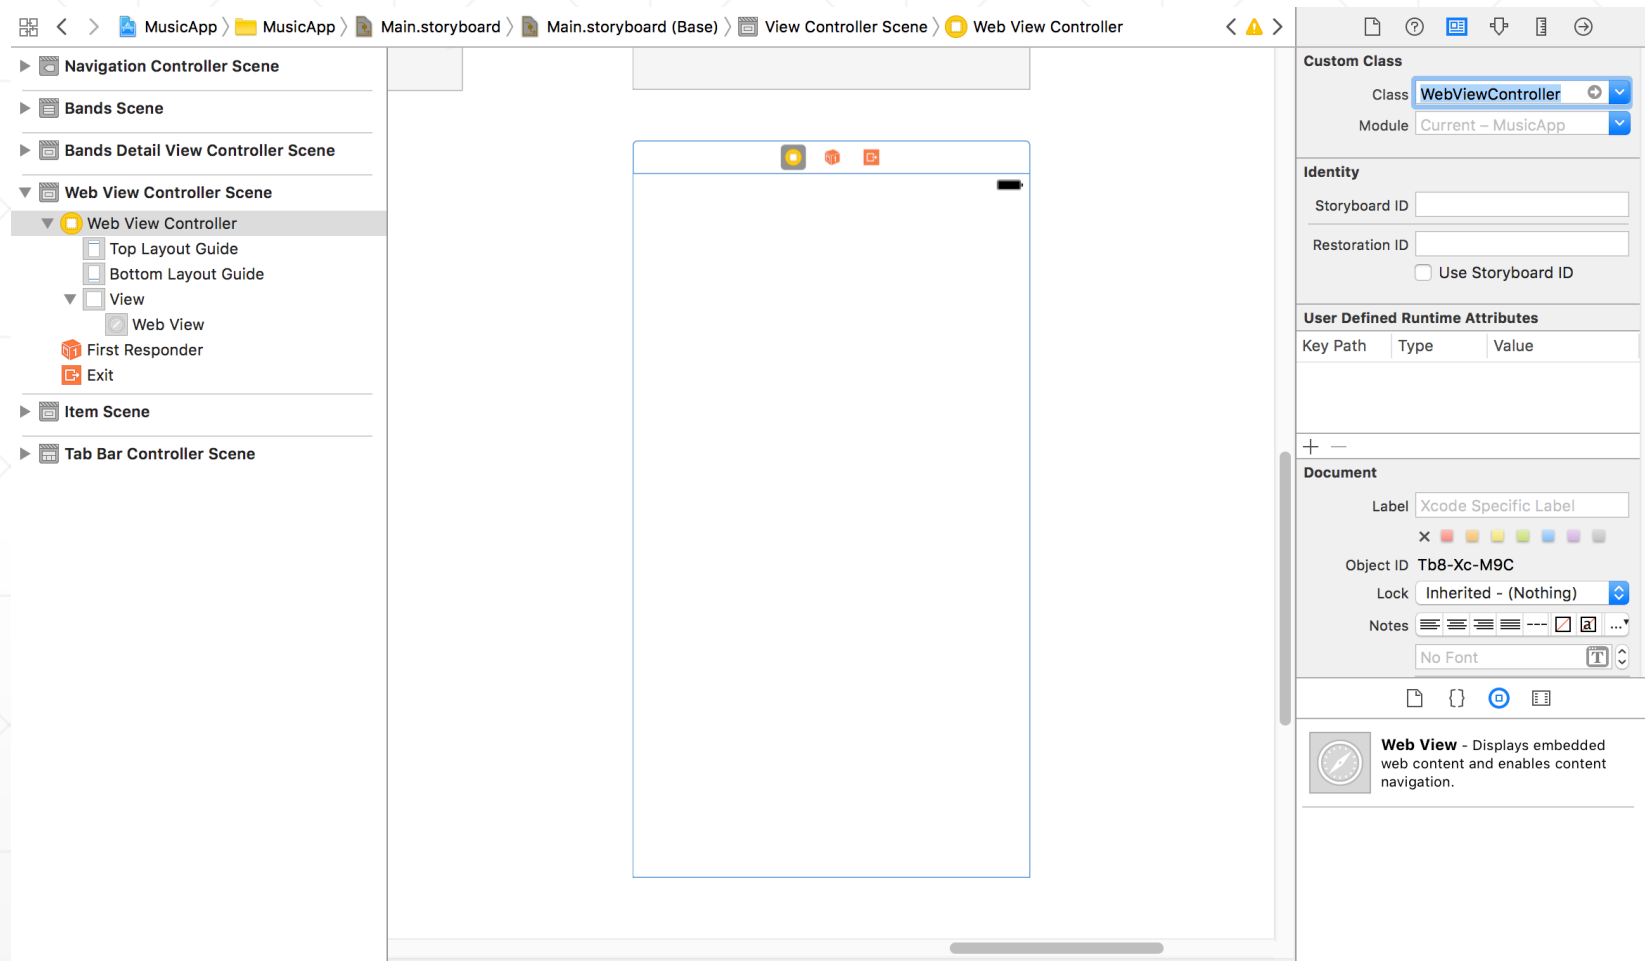 MusicApp MusicApp Main.storyboard Main.storyboard (Base) View Controller Scene Web View Controller
Navigation Controller Scene
Bands Scene
Bands Detail View Controller Scene
Web View Controller Scene
Web View Controller
Top Layout Guide
Bottom Layout Guide
View
Web View
First Responder
1
Exit
Item Scene
Tab Bar Controller Scene
Custom Class
Class WebViewController
Module Current – MusicApp
Identity
Storyboard ID
Restoration ID
Use Storyboard ID
User Defined Runtime Attributes
Key Path Type Value
Document
Label Xcode Specific Label
Object ID Tb8-Xc-M9C
Lock Inherited - (Nothing)
Notes --- a ...
No Font T
{}
Web View - Displays embedded
web content and enables content
navigation.